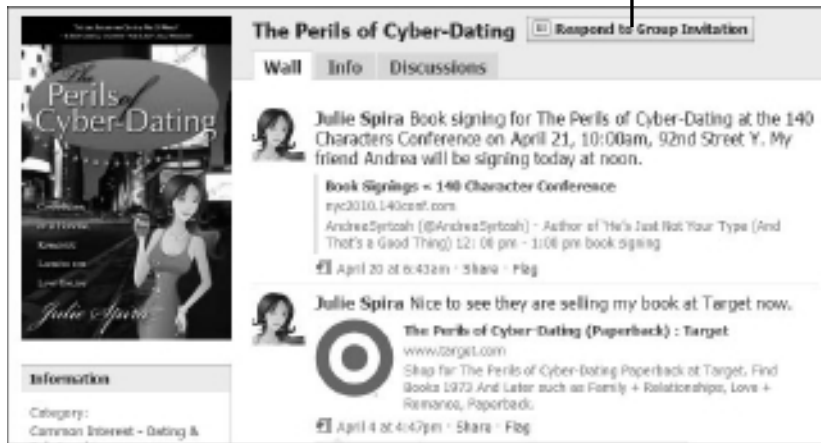 The Perils of Cyber-Dating
Respond to Group Invitation
Wall Info Discussions
The
Perils of
Cyber-Dating
Julie Spira
Julie Spira Book signing for The Perils of Cyber-Dating at the 140
Characters Conference on April 21, 10:00am, 92nd Street Y. My
friend Andrea will be signing today at noon.
Book Signings « 140 Character Conference
nyc2010.140conf.com
AndreaSyrtash (@AndreaSyrtash) - Author of 'He's Just Not Your Type (And
That's a Good Thing) 12: 00 pm - 1:00 pm book signing
April 20 at 6:43am · Share · Flag
Julie Spira Nice to see they are selling my book at Target now.
The Perils of Cyber-Dating (Paperback) : Target
www.target.com
Shop for The Perils of Cyber-Dating Paperback at Target. Find
Books 1973 And Later such as Family + Relationships, Love +
Romance, Paperback.
April 4 at 4:47pm · Share · Flag
Information
Category:
Common Interest - Dating &